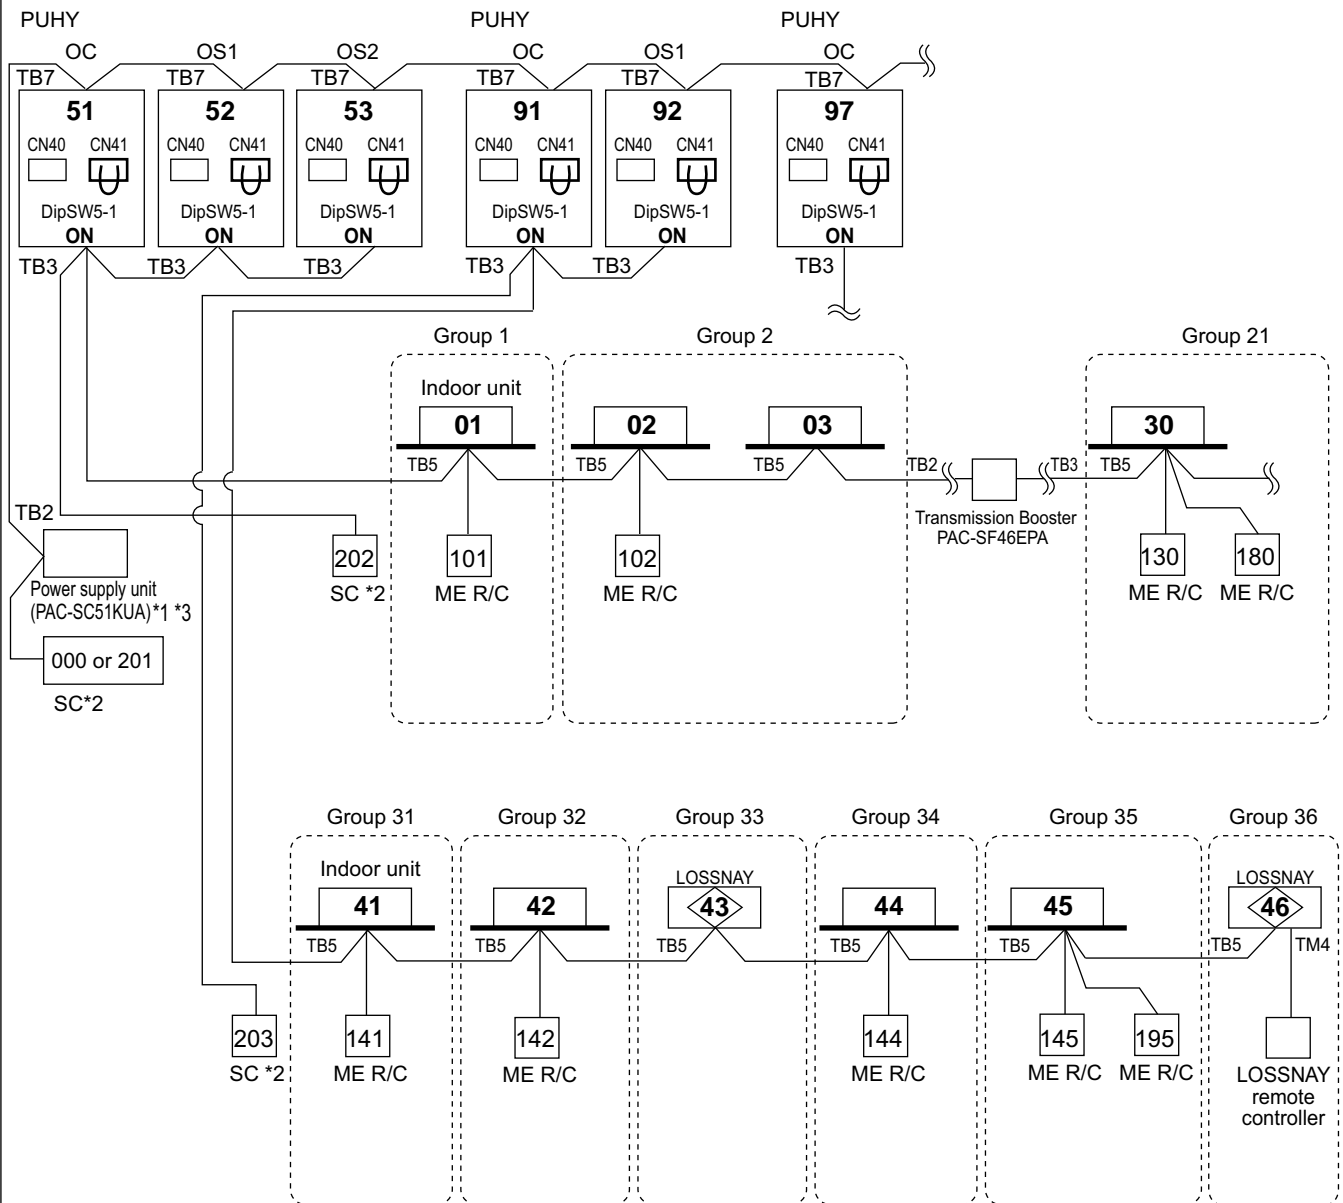 PUHY PUHY PUHY
OC OS1 OS2 OC OS1 OC
TB7 TB7 TB7 TB7 TB7 TB7
51 52 53 91 92 97
CN40 CN41 CN40 CN41 CN40 CN41 CN40 CN41 CN40 CN41 CN40 CN41
DipSW5-1 DipSW5-1 DipSW5-1 DipSW5-1 DipSW5-1 DipSW5-1
ON ON ON ON ON ON
TB3 TB3 TB3 TB3 TB3 TB3
Group 1 Group 2 Group 21
Indoor unit
01 02 03 30
TB5 TB5 TB5 TB2 TB3 TB5
Transmission Booster
PAC-SF46EPA
TB2
202 101 102 130 180
SC *2 ME R/C ME R/C ME R/C ME R/C
Power supply unit
(PAC-SC51KUA)*1 *3
000 or 201
SC*2
Group 31 Group 32 Group 33 Group 34 Group 35 Group 36
Indoor unit LOSSNAY LOSSNAY
41 42 43 44 45 46
TB5 TB5 TB5 TB5 TB5 TB5 TM4
203 141 142 144 145 195
SC *2 ME R/C ME R/C ME R/C ME R/C ME R/C
LOSSNAY
remote
controller